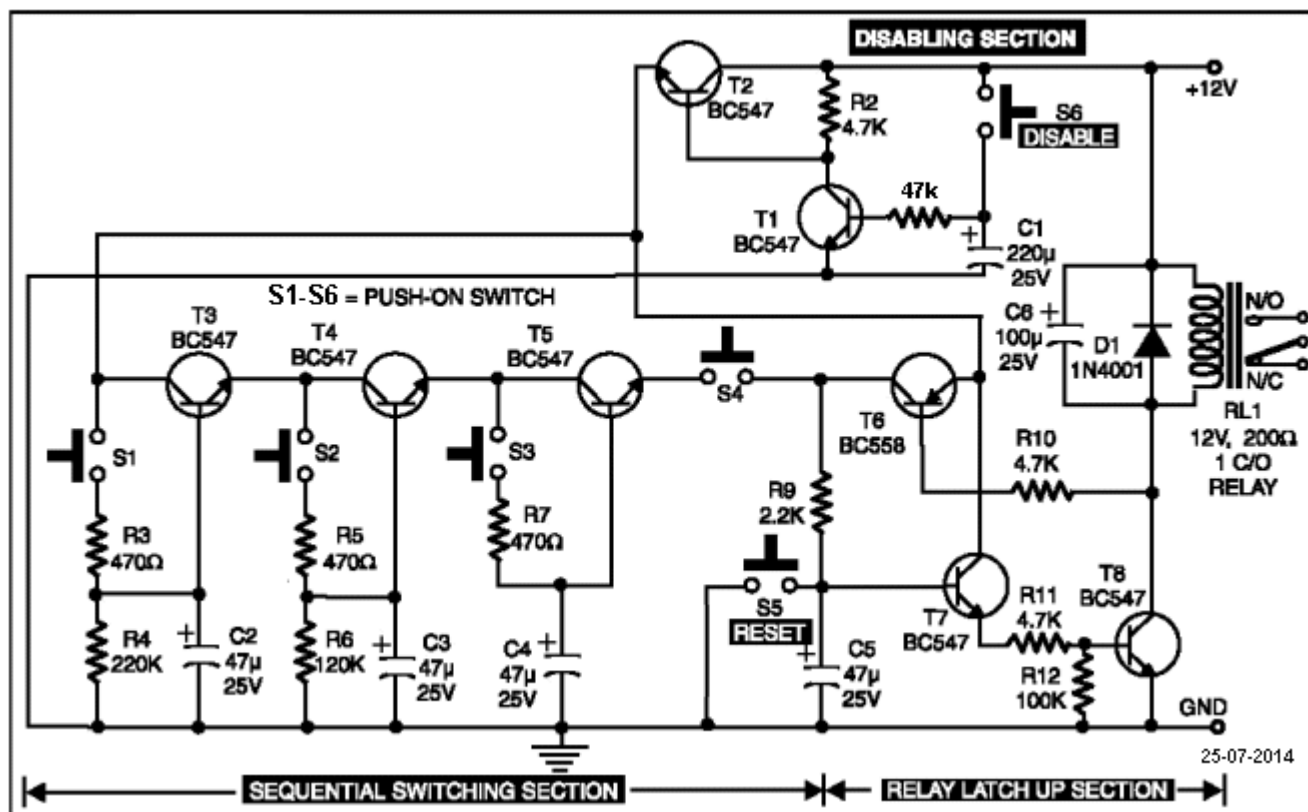 DISABLING SECTION
T2
BC547
R2
4.7K
S6
DISABLE
+12V
T1
BC547
47k
+
C1
220µ
25V
S1-S6 = PUSH-ON SWITCH
T3
BC547
T4
BC547
T5
BC547
S4
T6
BC558
C6
100µ
25V
+
D1
1N4001
N/O
N/C
RL1
12V, 200Ω
1 C/O
RELAY
S1
S2
S3
R3
470Ω
R5
470Ω
R7
470Ω
R9
2.2K
R10
4.7K
R4
220K
+
C2
47µ
25V
R6
120K
+
C3
47µ
25V
+
C4
47µ
25V
S5
RESET
+
C5
47µ
25V
T7
BC547
R11
4.7K
R12
100K
T8
BC547
GND
25-07-2014
SEQUENTIAL SWITCHING SECTION
RELAY LATCH UP SECTION